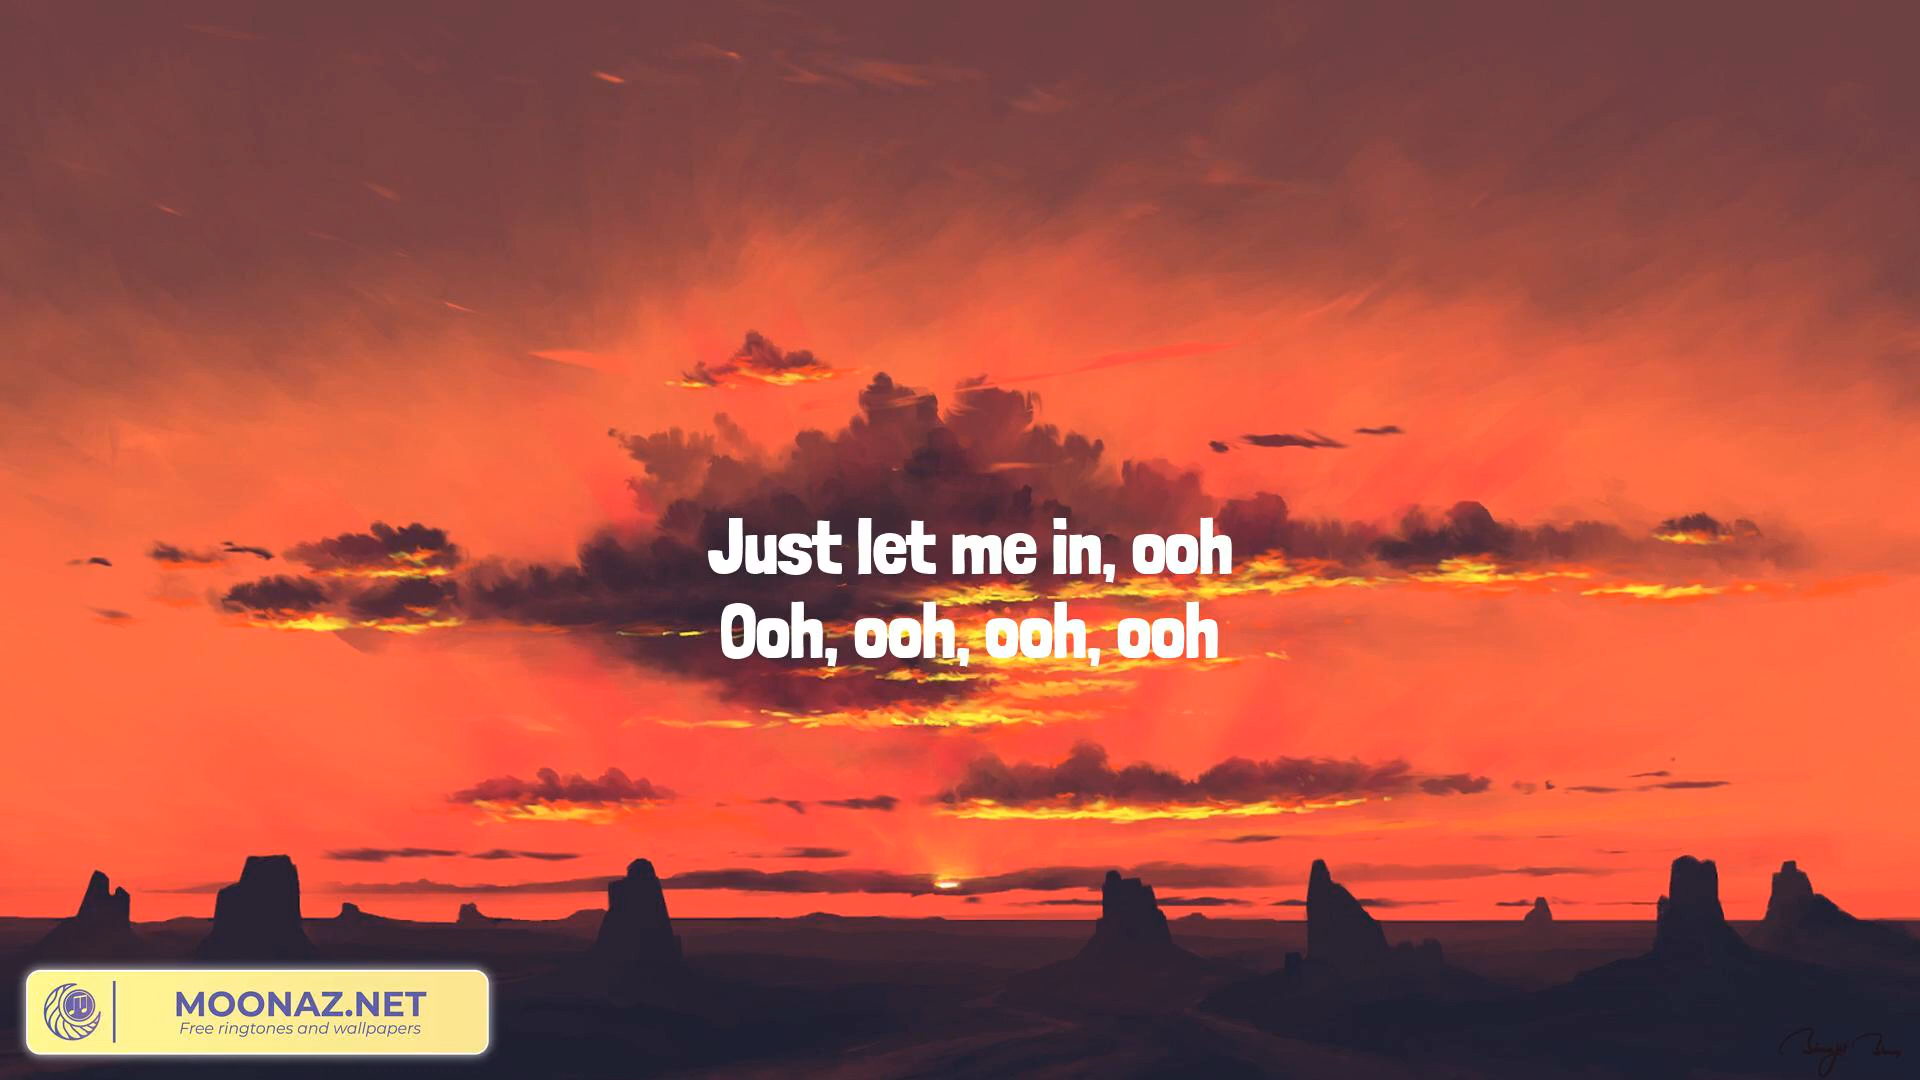 Just let me in, ooh
Ooh, ooh, ooh, ooh
MOONAZ.NET
Free ringtones and wallpapers